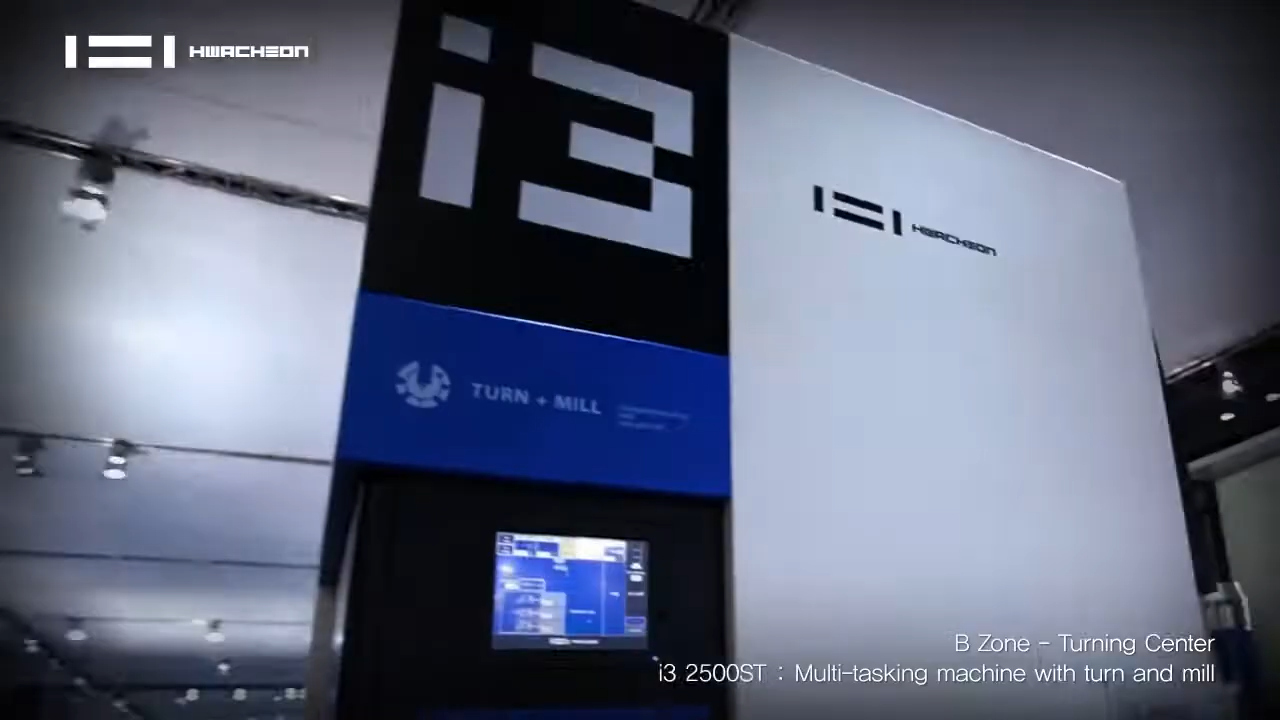 HWACHEON
i3
HWACHEON
TURN + MILL
B Zone - Turning Center
i3 2500ST : Multi-tasking machine with turn and mill